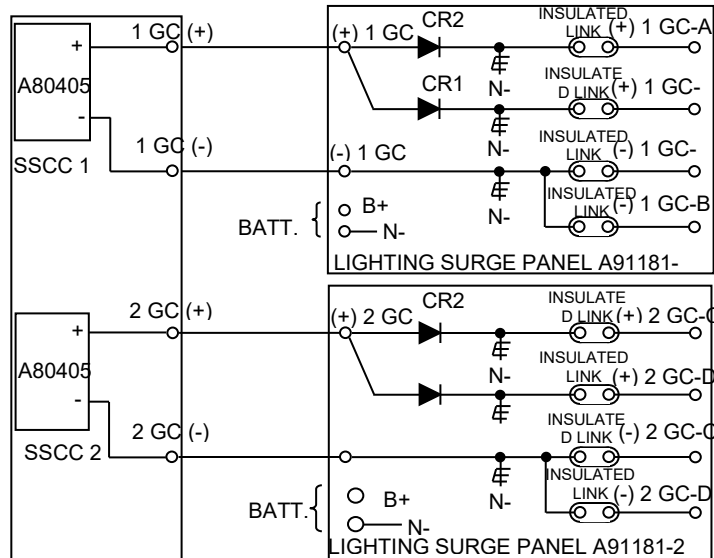 INSULATED
1 GC (+)
(+) 1 GC
CR2
LINK
(+) 1 GC-A
+
A80405
-
CR1
N-
INSULATE
D LINK
(+) 1 GC-
1 GC (-)
(-) 1 GC
N-
INSULATED
LINK
(-) 1 GC-
SSCC 1
N-
INSULATED
LINK
(-) 1 GC-B
BATT.
B+
N-
LIGHTING SURGE PANEL A91181-
2 GC (+)
(+) 2 GC
CR2
INSULATE
D LINK
(+) 2 GC-C
+
A80405
-
N-
INSULATED
LINK
(+) 2 GC-D
2 GC (-)
N-
INSULATE
D LINK
(-) 2 GC-C
SSCC 2
N-
INSULATED
LINK
(-) 2 GC-D
BATT.
B+
N-
LIGHTING SURGE PANEL A91181-2